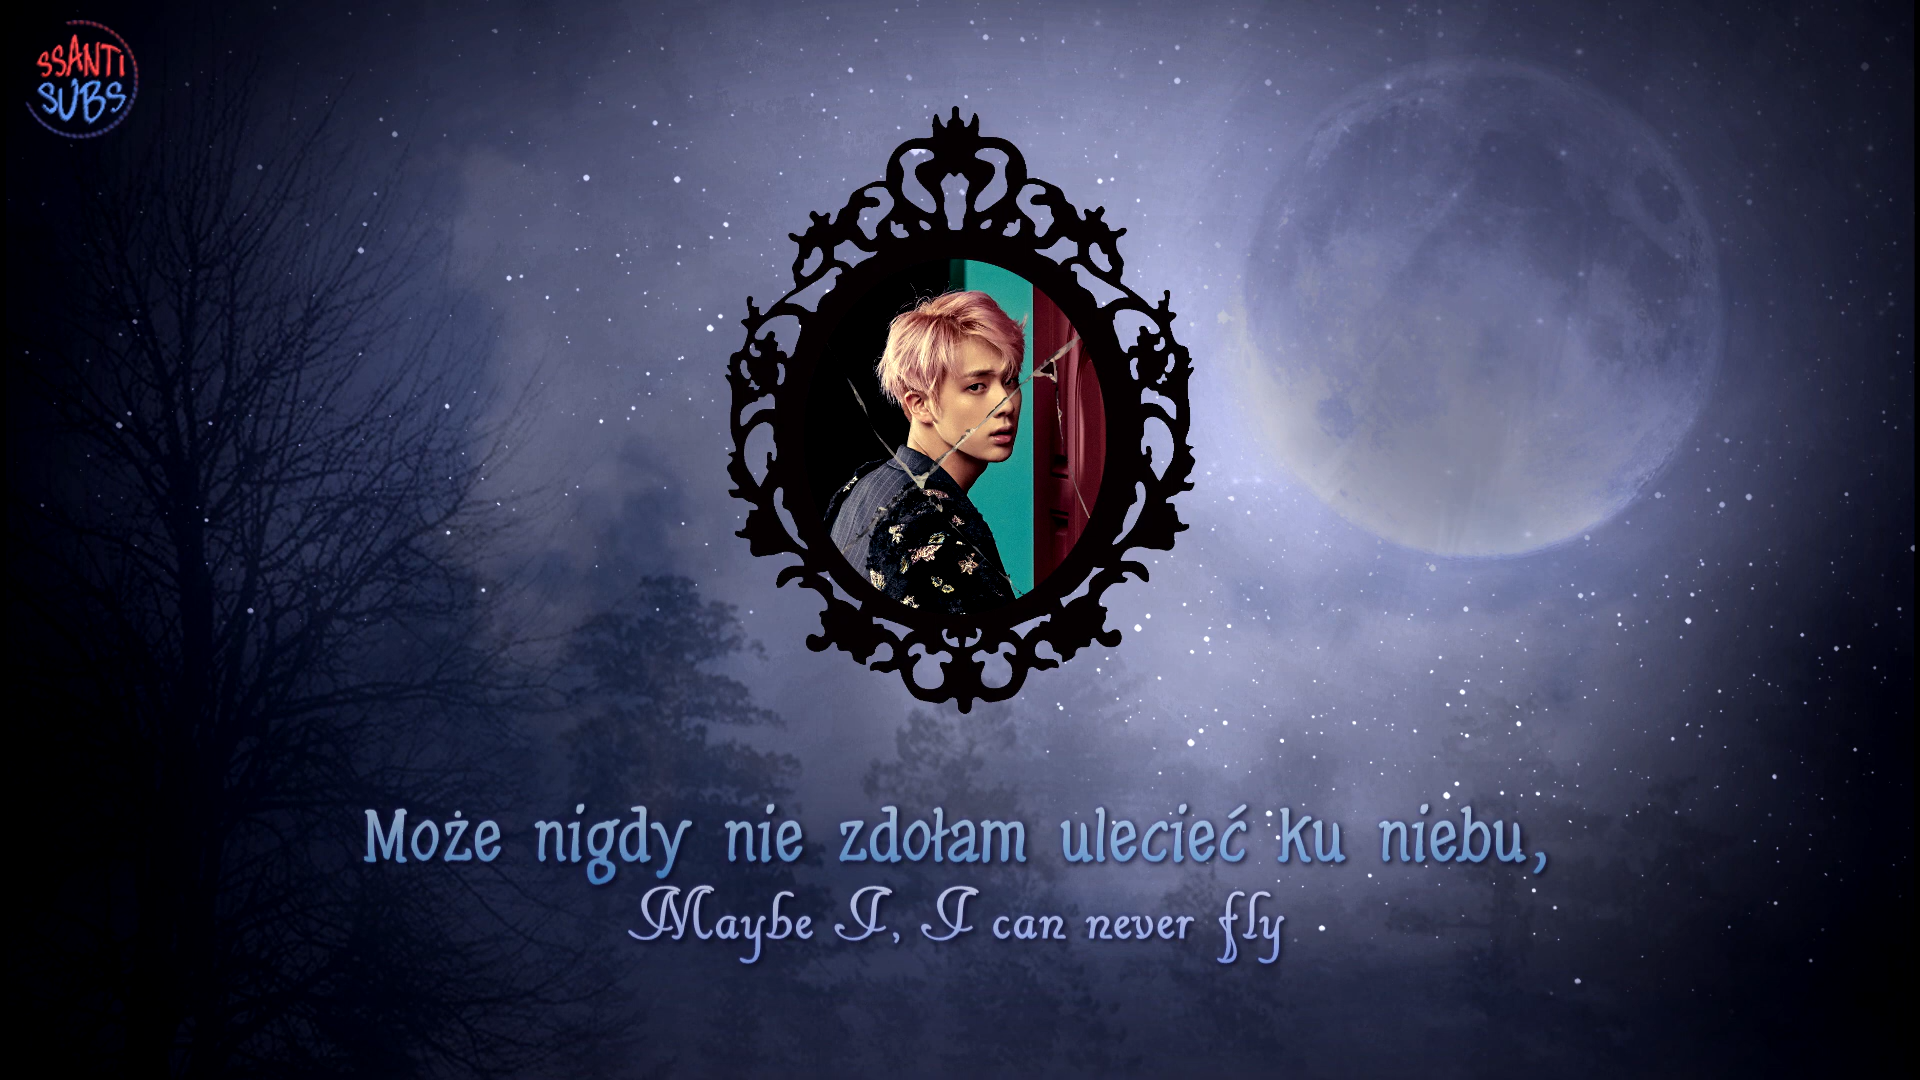 SSANTI
SUBS
Może nigdy nie zdołam ulecieć ku niebu,
Maybe I, I can never fly